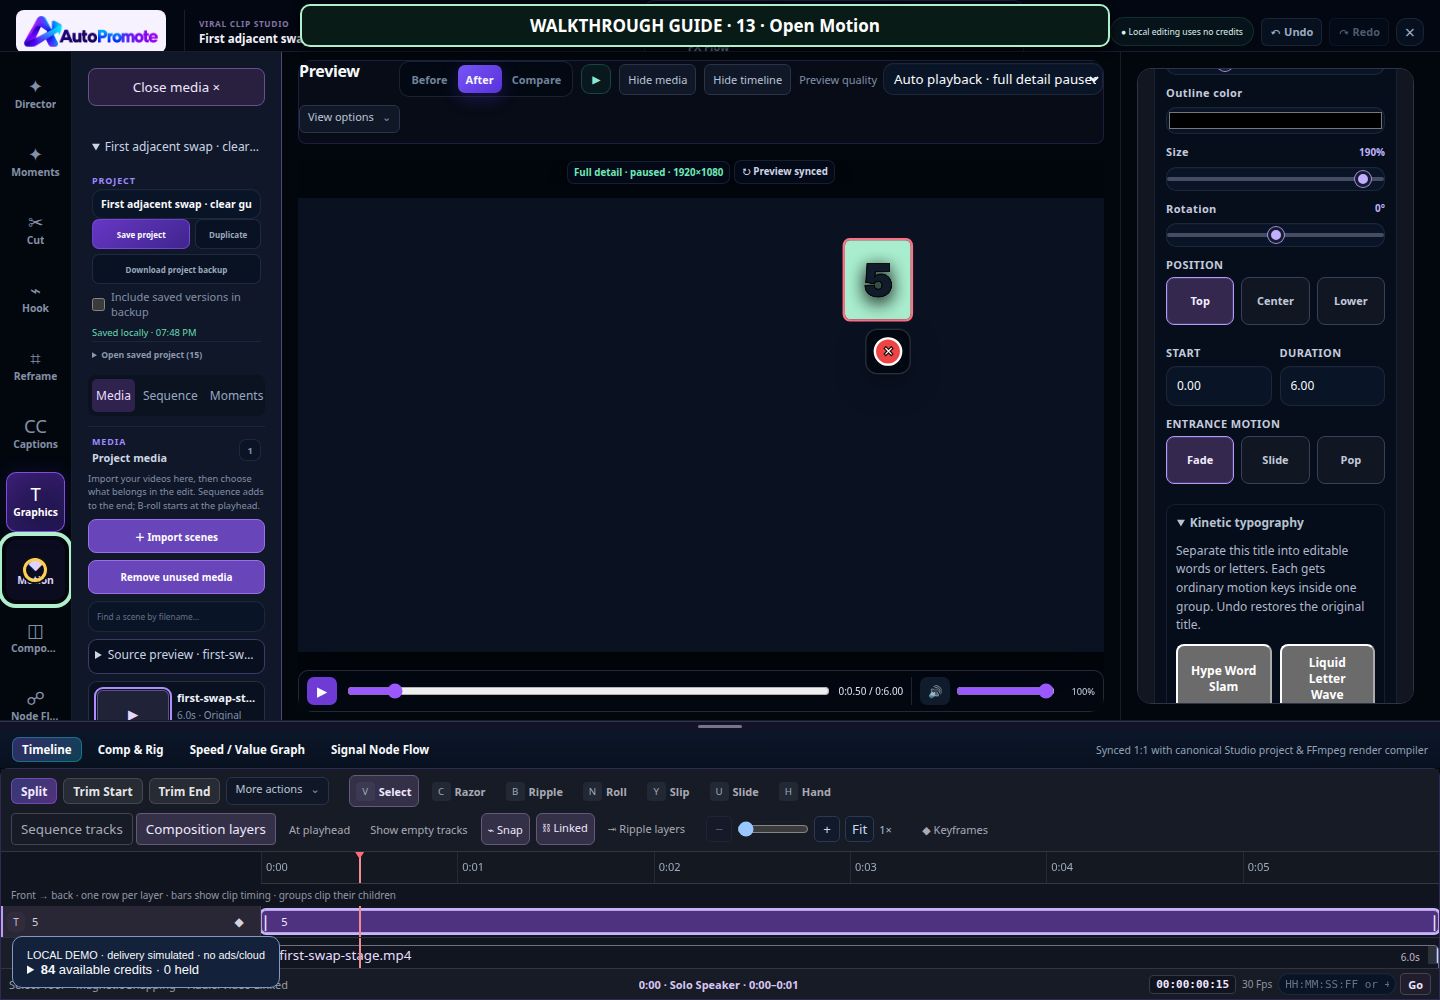 AutoPromote
VIRAL CLIP STUDIO
First adjacent swa
WALKTHROUGH GUIDE · 13 · Open Motion
● Local editing uses no credits
↶ Undo
↷ Redo
×
Director
Moments
Cut
Hook
Reframe
CC
Captions
T
Graphics
Motion
Compo...
Node Fl...
Close media ×
▼ First adjacent swap · clear...
PROJECT
First adjacent swap · clear gu
Save project
Duplicate
Download project backup
Include saved versions in
backup
Saved locally · 07:48 PM
▶ Open saved project (15)
Media
Sequence
Moments
MEDIA
Project media
1
Import your videos here, then choose
what belongs in the edit. Sequence adds
to the end; B-roll starts at the playhead.
+ Import scenes
Remove unused media
Find a scene by filename...
▶ Source preview · first-sw...
first-swap-st...
6.0s · Original
Preview
Before
After
Compare
▶
Hide media
Hide timeline
Preview quality
Auto playback · full detail pause
View options
Full detail · paused · 1920×1080
↻ Preview synced
5
0:0.50 / 0:6.00
100%
Outline color
Size
190%
Rotation
0°
POSITION
Top
Center
Lower
START
DURATION
0.00
6.00
ENTRANCE MOTION
Fade
Slide
Pop
▼ Kinetic typography
Separate this title into editable
words or letters. Each gets
ordinary motion keys inside one
group. Undo restores the original
title.
Hype Word
Slam
Liquid
Letter
Wave
Timeline
Comp & Rig
Speed / Value Graph
Signal Node Flow
Synced 1:1 with canonical Studio project & FFmpeg render compiler
Split
Trim Start
Trim End
More actions
V Select
C Razor
B Ripple
N Roll
Y Slip
U Slide
H Hand
Sequence tracks
Composition layers
At playhead
Show empty tracks
Snap
Linked
⇥ Ripple layers
−
+
Fit
1×
◆ Keyframes
0:00
0:01
0:02
0:03
0:04
0:05
Front → back · one row per layer · bars show clip timing · groups clip their children
T 5
◆
5
first-swap-stage.mp4
6.0s
LOCAL DEMO · delivery simulated · no ads/cloud
▶ 84 available credits · 0 held
0:00 · Solo Speaker · 0:00–0:01
00:00:00:15
30 Fps
HH:MM:SS:FF or +
Go